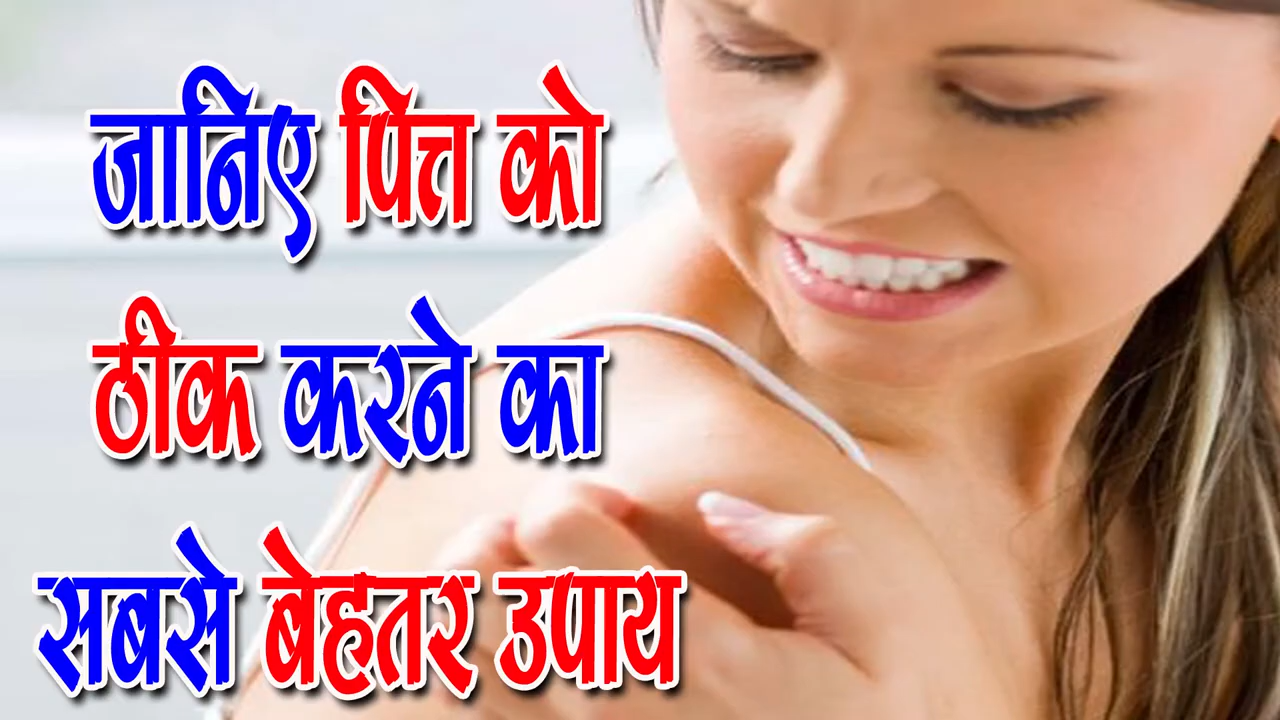 जानिए पित्त को
ठीक करने का
सबसे बेहतर उपाय